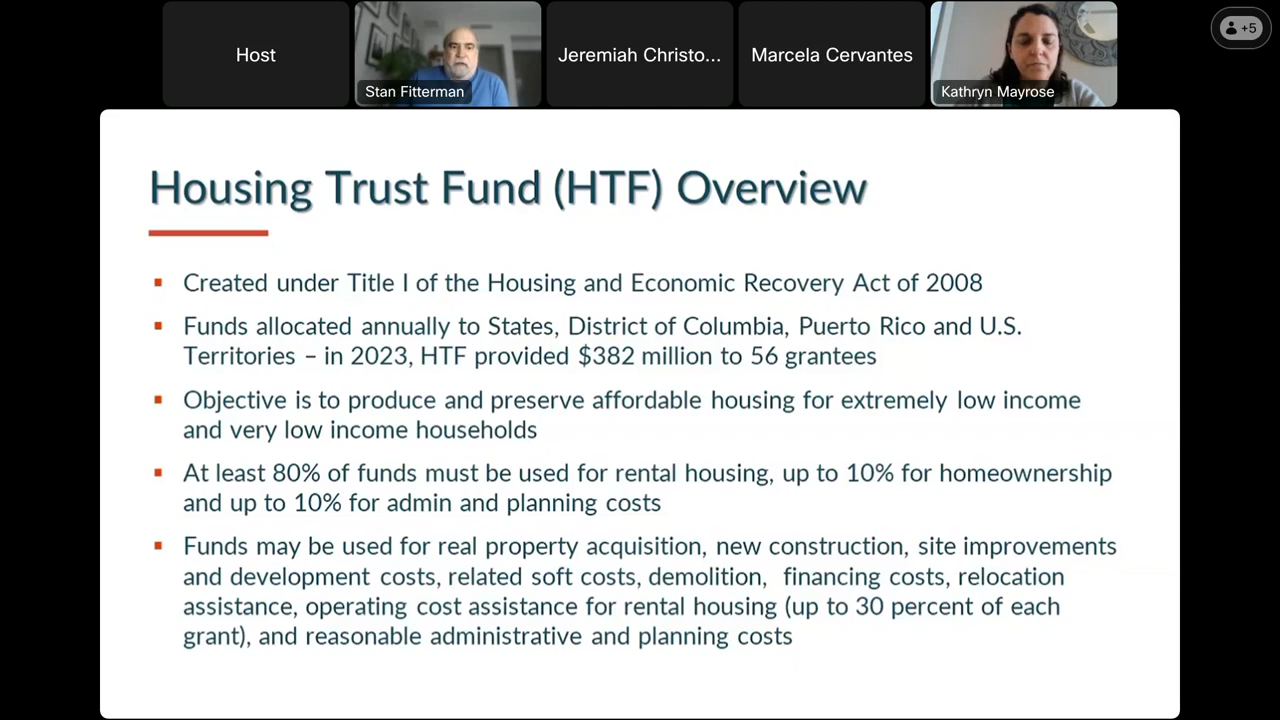 Host
Stan Fitterman
Jeremiah Christo...
Marcela Cervantes
Kathryn Mayrose
+5
Housing Trust Fund (HTF) Overview
▪ Created under Title I of the Housing and Economic Recovery Act of 2008
▪ Funds allocated annually to States, District of Columbia, Puerto Rico and U.S.
Territories – in 2023, HTF provided $382 million to 56 grantees
▪ Objective is to produce and preserve affordable housing for extremely low income
and very low income households
▪ At least 80% of funds must be used for rental housing, up to 10% for homeownership
and up to 10% for admin and planning costs
▪ Funds may be used for real property acquisition, new construction, site improvements
and development costs, related soft costs, demolition, financing costs, relocation
assistance, operating cost assistance for rental housing (up to 30 percent of each
grant), and reasonable administrative and planning costs